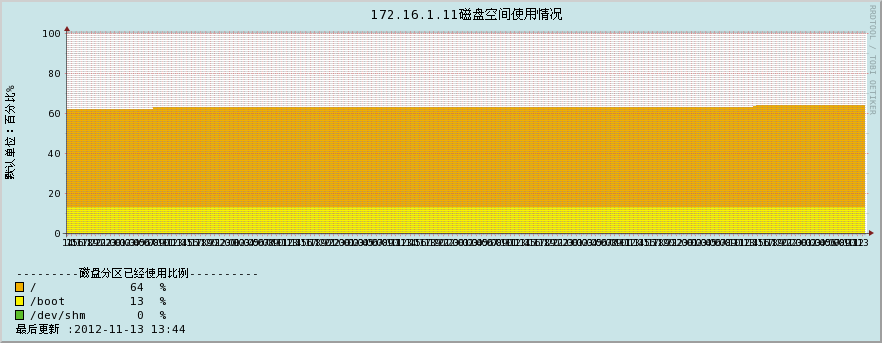 172.16.1.11磁盘空间使用情况
RRDTOOL / TOBI OETIKER
默认单位：百分比%
100
80
60
40
20
0
---------磁盘分区已经使用比例----------
/ 64 %
/boot 13 %
/dev/shm 0 %
最后更新 :2012-11-13 13:44